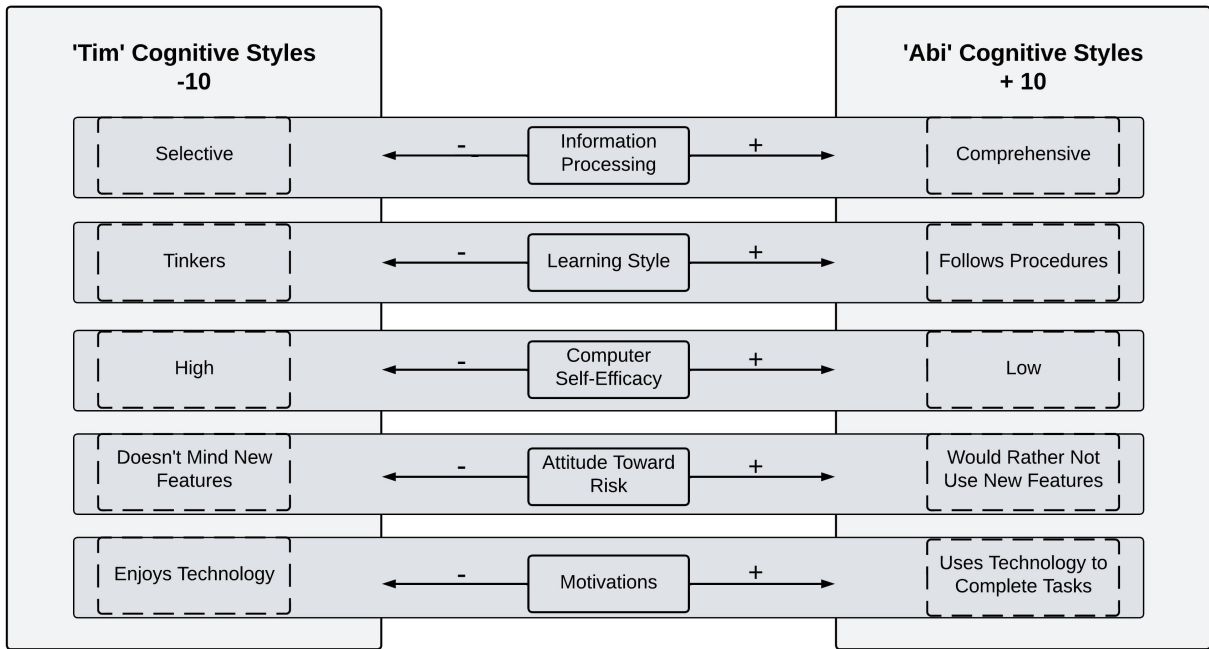 'Tim' Cognitive Styles
-10
'Abi' Cognitive Styles
+ 10
Selective
-
Information
Processing
+
Comprehensive
Tinkers
-
Learning Style
+
Follows Procedures
High
-
Computer
Self-Efficacy
+
Low
Doesn't Mind New
Features
-
Attitude Toward
Risk
+
Would Rather Not
Use New Features
Enjoys Technology
-
Motivations
+
Uses Technology to
Complete Tasks